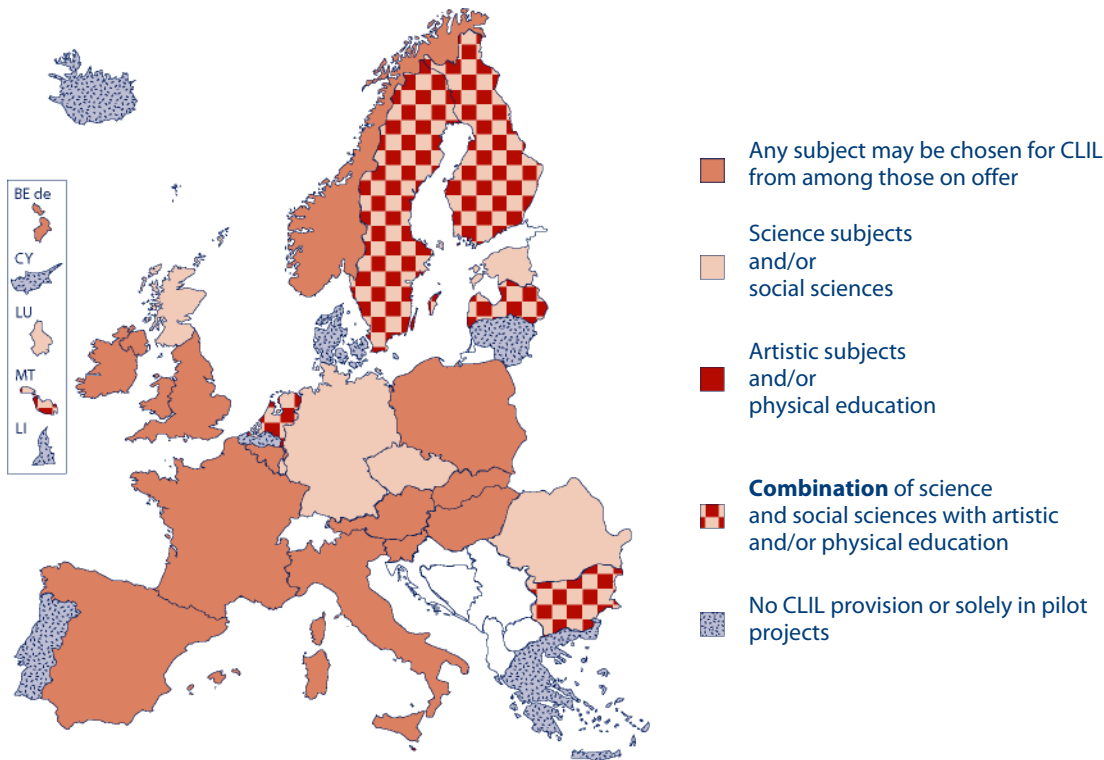 BE de
CY
LU
MT
LI
Any subject may be chosen for CLIL
from among those on offer
Science subjects
and/or
social sciences
Artistic subjects
and/or
physical education
Combination of science
and social sciences with artistic
and/or physical education
No CLIL provision or solely in pilot
projects